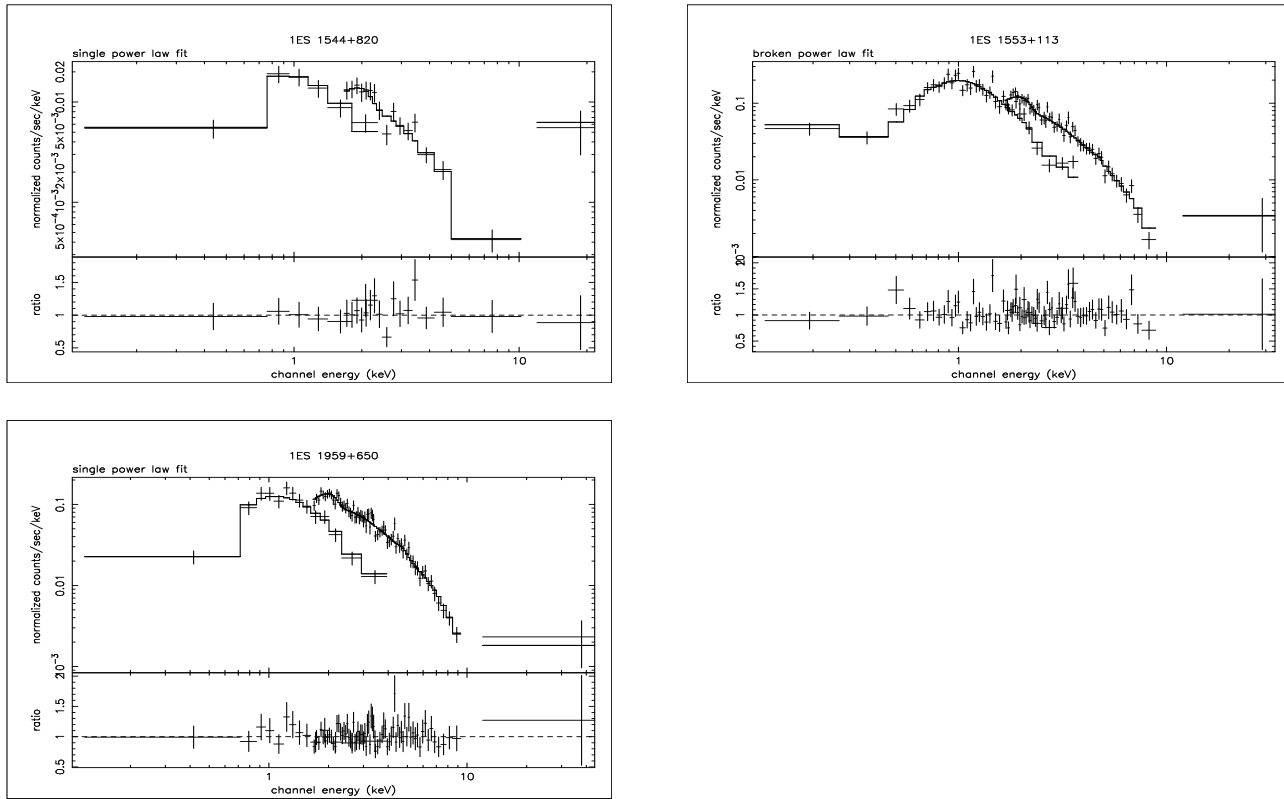 1ES 1544+820
single power law fit
normalized counts/sec/keV
0.02
0.01
5×10⁻³
2×10⁻³
10⁻³
5×10⁻⁴
ratio
1.5
1
0.5
1
10
channel energy (keV)
1ES 1553+113
broken power law fit
normalized counts/sec/keV
0.1
0.01
10⁻³
ratio
2
1.5
1
0.5
1
10
channel energy (keV)
1ES 1959+650
single power law fit
normalized counts/sec/keV
0.1
0.01
10⁻³
ratio
2
1.5
1
0.5
1
10
channel energy (keV)